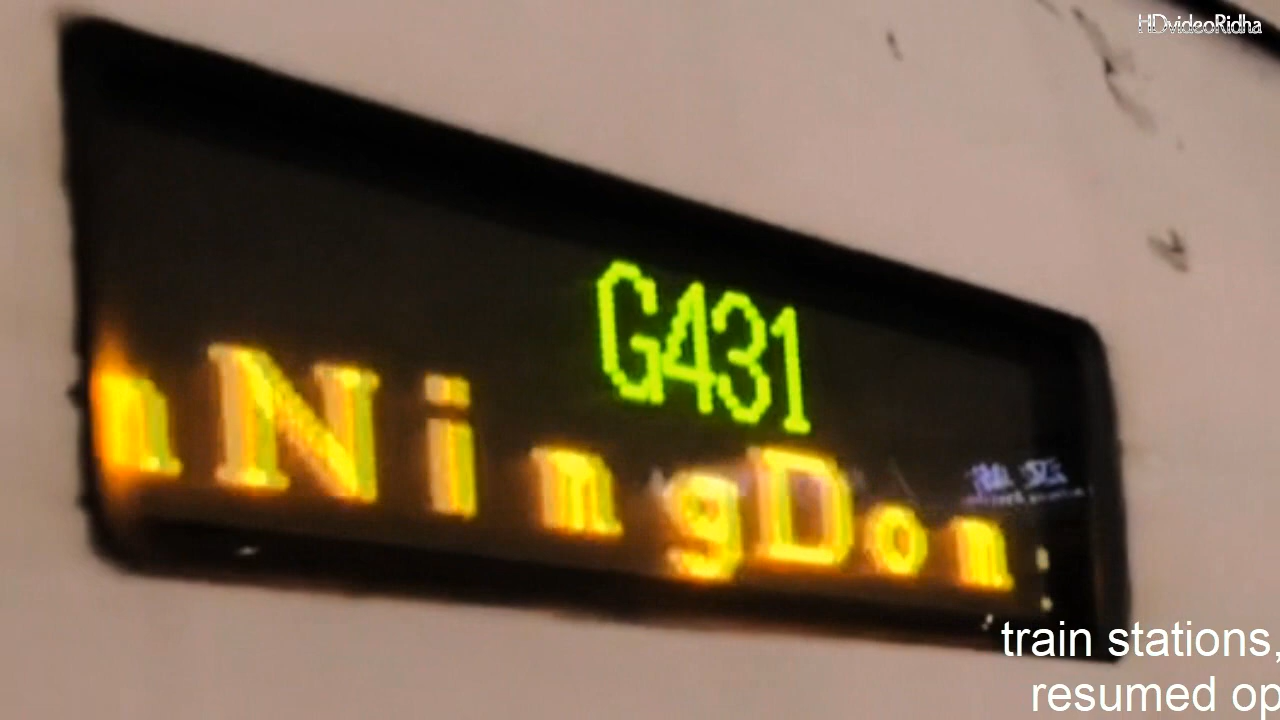 HDvideoRidha
G431
nNingDon
train stations,
resumed op